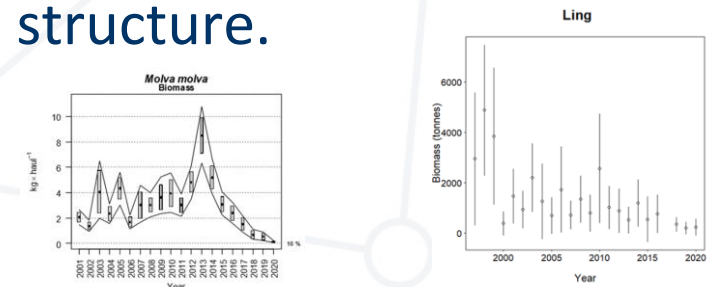 structure.
Molva molva
Biomass
kg × haul⁻¹
10
8
6
4
2
0
10 %
2001 2002 2003 2004 2005 2006 2007 2008 2009 2010 2011 2012 2013 2014 2015 2016 2017 2018 2019 2020
Year
Ling
Biomass (tonnes)
6000
4000
2000
0
2000 2005 2010 2015 2020
Year